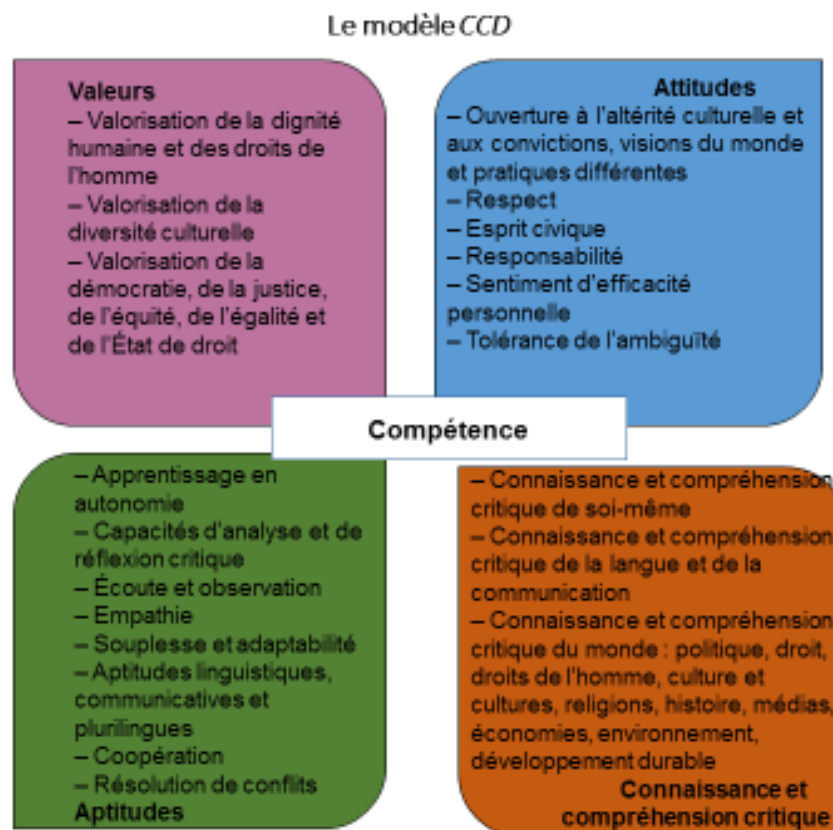 Le modèle CCD
Valeurs
– Valorisation de la dignité
humaine et des droits de
l'homme
– Valorisation de la
diversité culturelle
– Valorisation de la
démocratie, de la justice,
de l'équité, de l'égalité et
de l'État de droit
Attitudes
– Ouverture à l'altérité culturelle et
aux convictions, visions du monde
et pratiques différentes
– Respect
– Esprit civique
– Responsabilité
– Sentiment d'efficacité
personnelle
– Tolérance de l'ambiguïté
Compétence
– Apprentissage en
autonomie
– Capacités d'analyse et de
réflexion critique
– Écoute et observation
– Empathie
– Souplesse et adaptabilité
– Aptitudes linguistiques,
communicatives et
plurilingues
– Coopération
– Résolution de conflits
Aptitudes
– Connaissance et compréhension
critique de soi-même
– Connaissance et compréhension
critique de la langue et de la
communication
– Connaissance et compréhension
critique du monde : politique, droit,
droits de l'homme, culture et
cultures, religions, histoire, médias,
économies, environnement,
développement durable
Connaissance et
compréhension critique